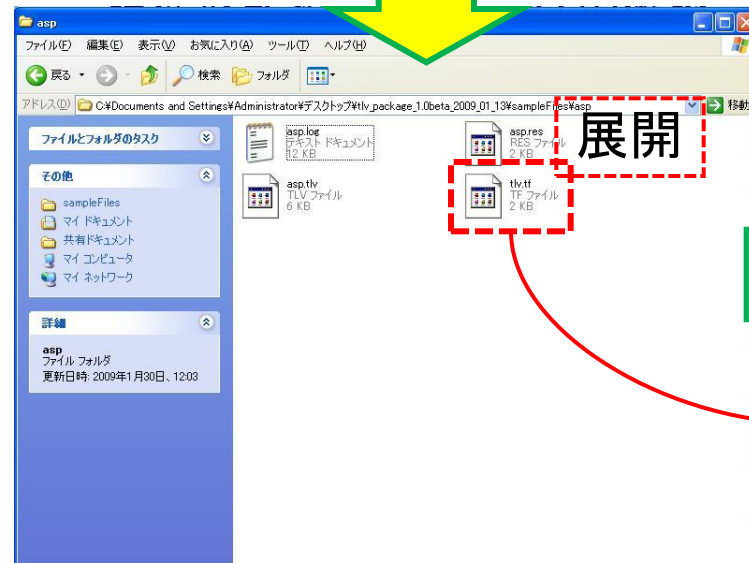 asp
ファイル(F) 編集(E) 表示(V) お気に入り(A) ツール(T) ヘルプ(H)
戻る 検索 フォルダ
アドレス(D) C:¥Documents and Settings¥Administrator¥デスクトップ¥tlv_package_1.0beta_2009_01_13¥sampleFiles¥asp 移動
展開
ファイルとフォルダのタスク
その他
sampleFiles
マイ ドキュメント
共有ドキュメント
マイ コンピュータ
マイ ネットワーク
詳細
asp
ファイル フォルダ
更新日時: 2009年1月30日、12:03
asp.log
テキスト ドキュメント
12 KB
asp.res
RES ファイル
2 KB
asp.tlv
TLV ファイル
6 KB
tlv.tf
TF ファイル
2 KB